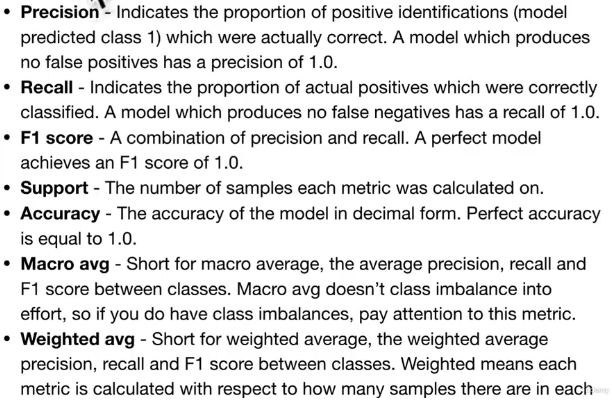 • Precision - Indicates the proportion of positive identifications (model
predicted class 1) which were actually correct. A model which produces
no false positives has a precision of 1.0.
• Recall - Indicates the proportion of actual positives which were correctly
classified. A model which produces no false negatives has a recall of 1.0.
• F1 score - A combination of precision and recall. A perfect model
achieves an F1 score of 1.0.
• Support - The number of samples each metric was calculated on.
• Accuracy - The accuracy of the model in decimal form. Perfect accuracy
is equal to 1.0.
• Macro avg - Short for macro average, the average precision, recall and
F1 score between classes. Macro avg doesn’t class imbalance into
effort, so if you do have class imbalances, pay attention to this metric.
• Weighted avg - Short for weighted average, the weighted average
precision, recall and F1 score between classes. Weighted means each
metric is calculated with respect to how many samples there are in each